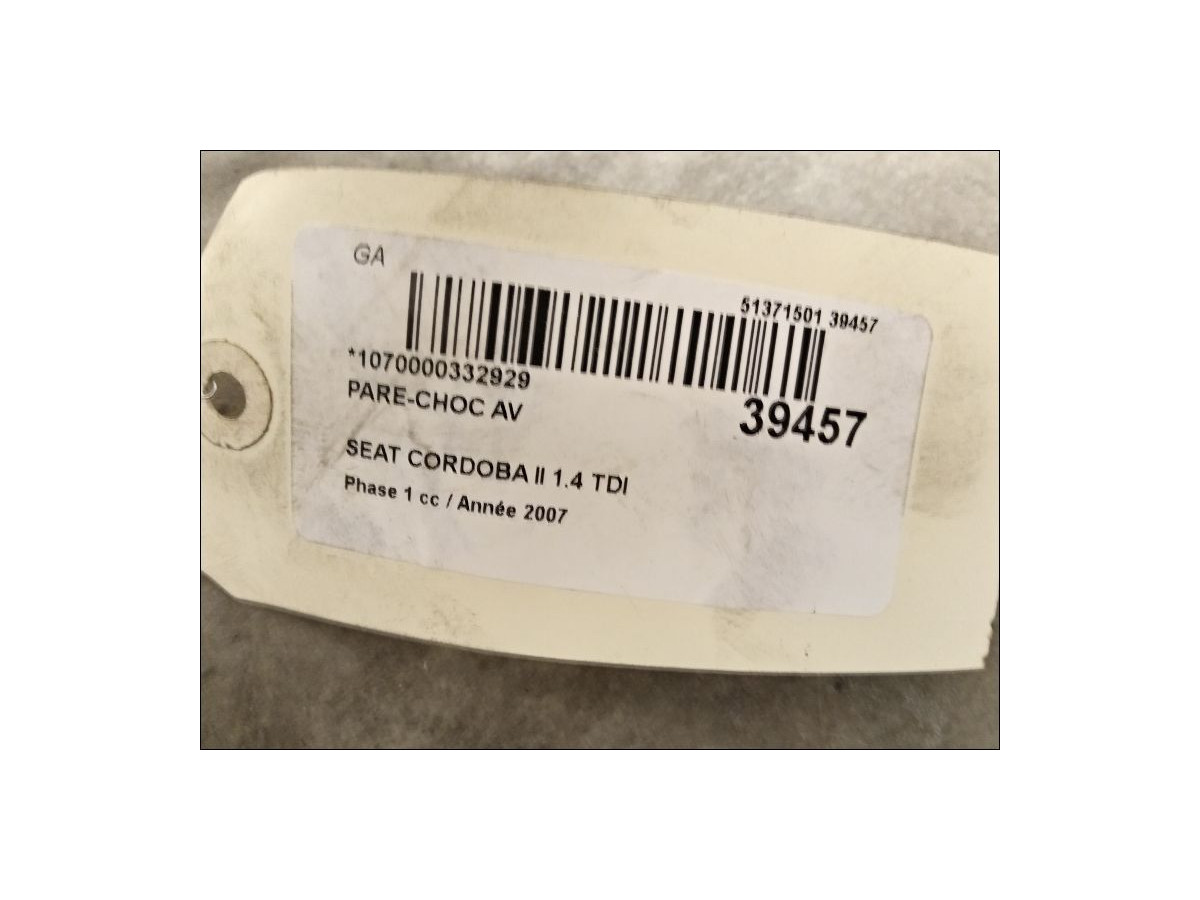 GA
51371501 39457
*1070000332929
39457
PARE-CHOC AV
SEAT CORDOBA II 1.4 TDI
Phase 1 cc / Année 2007